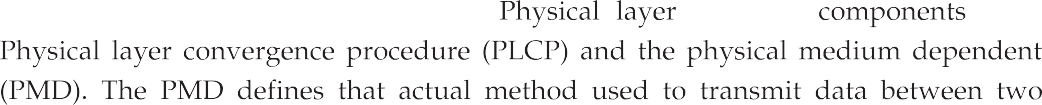 Physical layer components
Physical layer convergence procedure (PLCP) and the physical medium dependent
(PMD). The PMD defines that actual method used to transmit data between two